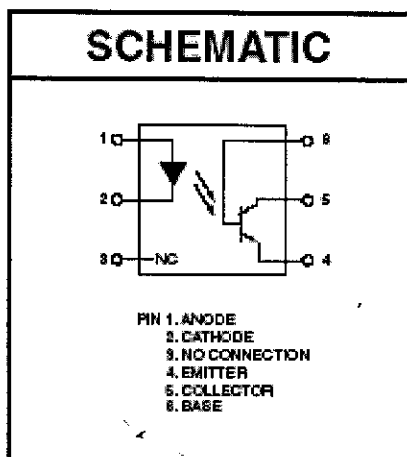 SCHEMATIC
1
6
2
5
3
NC
4
PIN 1. ANODE
2. CATHODE
3. NO CONNECTION
4. EMITTER
5. COLLECTOR
6. BASE